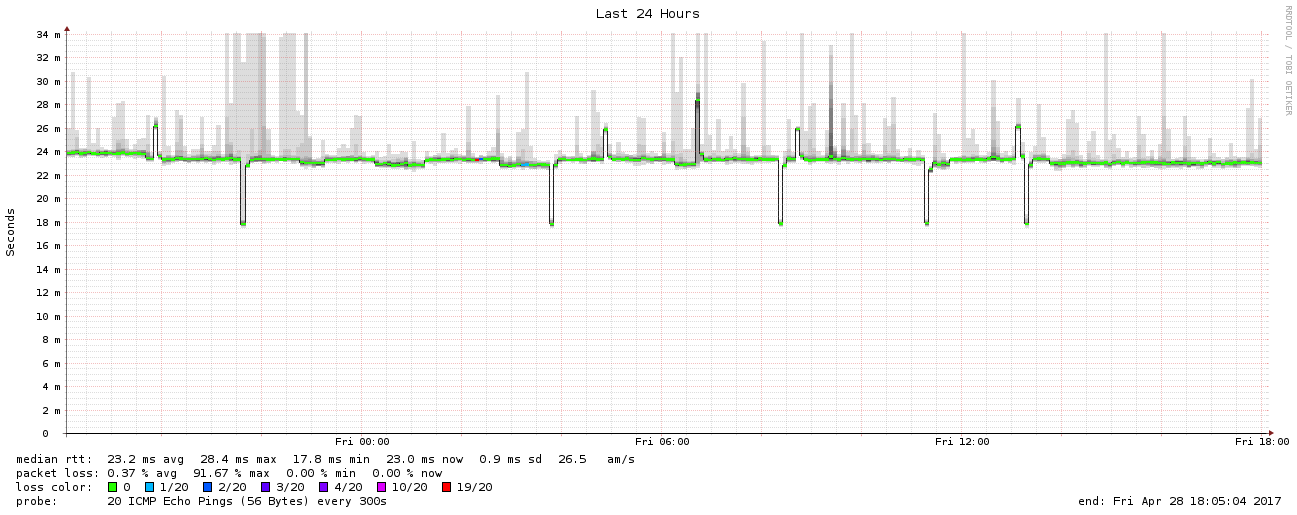 Last 24 Hours
RRDTOOL / TOBI OETIKER
34 m
32 m
30 m
28 m
26 m
24 m
22 m
20 m
18 m
16 m
14 m
12 m
10 m
8 m
6 m
4 m
2 m
0
Seconds
Fri 00:00 Fri 06:00 Fri 12:00 Fri 18:00
median rtt: 23.2 ms avg 28.4 ms max 17.8 ms min 23.0 ms now 0.9 ms sd 26.5 am/s
packet loss: 0.37 % avg 91.67 % max 0.00 % min 0.00 % now
loss color: 0 1/20 2/20 3/20 4/20 10/20 19/20
probe: 20 ICMP Echo Pings (56 Bytes) every 300s end: Fri Apr 28 18:05:04 2017